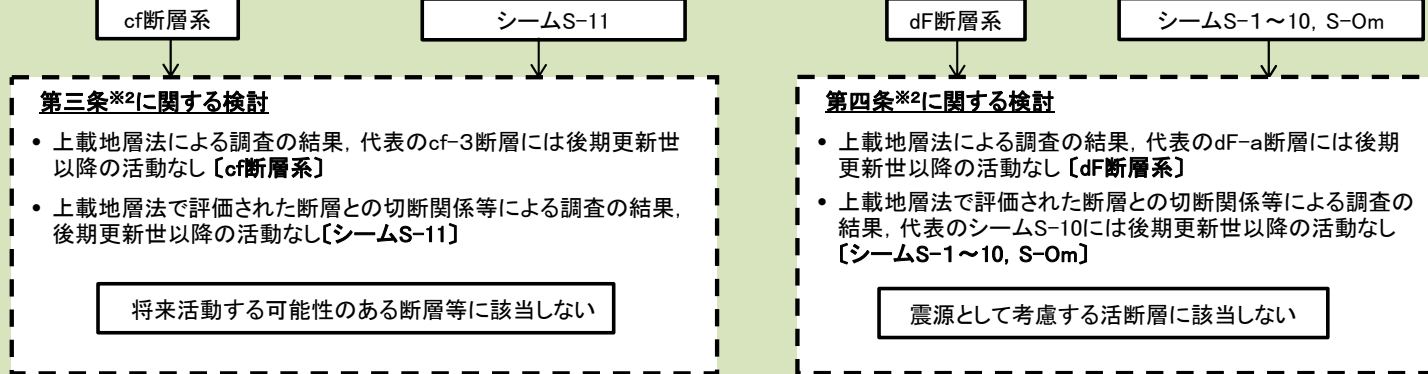 cf断層系
シームS-11
第三条※2に関する検討
• 上載地層法による調査の結果，代表のcf-3断層には後期更新世
以降の活動なし〔cf断層系〕
• 上載地層法で評価された断層との切断関係等による調査の結果，
後期更新世以降の活動なし〔シームS-11〕
将来活動する可能性のある断層等に該当しない
dF断層系
シームS-1～10，S-Om
第四条※2に関する検討
• 上載地層法による調査の結果，代表のdF-a断層には後期
更新世以降の活動なし〔dF断層系〕
• 上載地層法で評価された断層との切断関係等による調査の
結果，代表のシームS-10には後期更新世以降の活動なし
〔シームS-1～10，S-Om〕
震源として考慮する活断層に該当しない